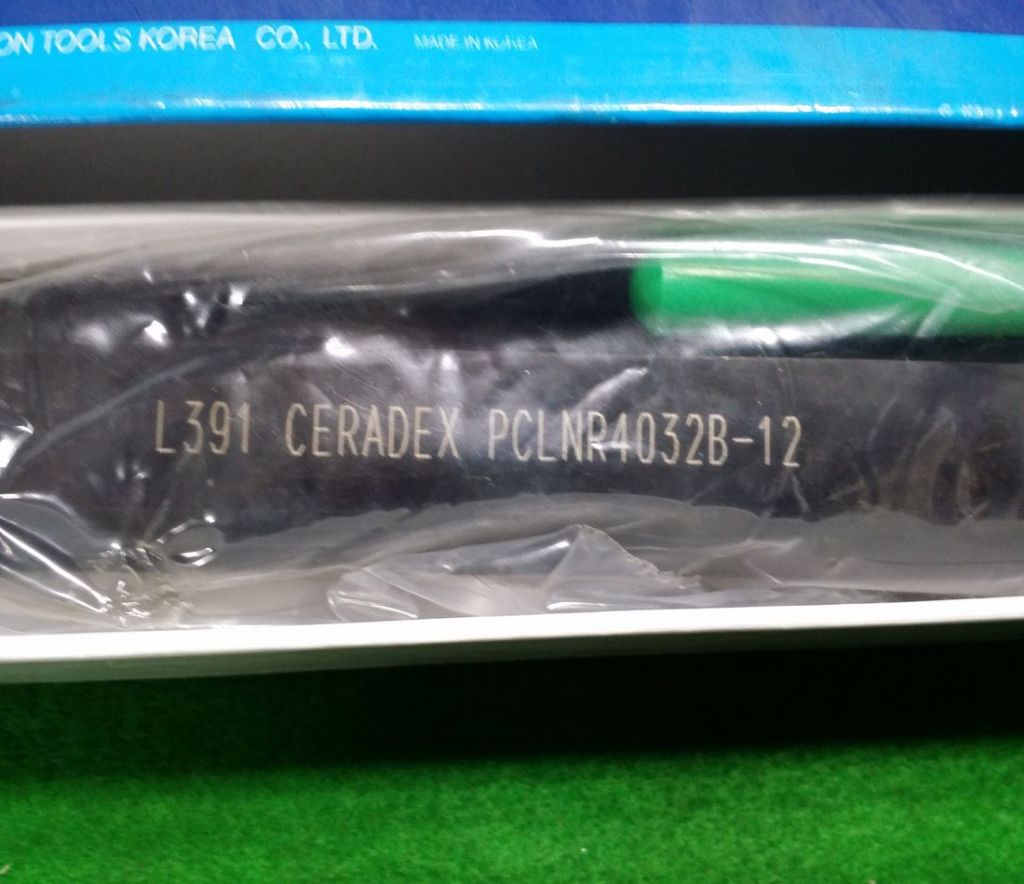 ON TOOLS KOREA CO., LTD. MADE IN KOREA
L391 CERADEX PCLNR4032B-12